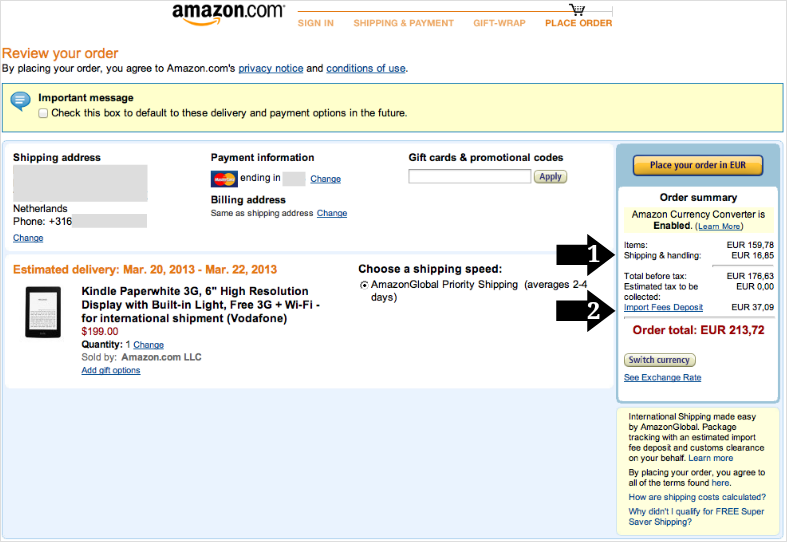 amazon.com
SIGN IN SHIPPING & PAYMENT GIFT-WRAP PLACE ORDER
Review your order
By placing your order, you agree to Amazon.com's privacy notice and conditions of use.
Important message
Check this box to default to these delivery and payment options in the future.
Shipping address
Netherlands
Phone: +316
Change
Payment information
MasterCard ending in Change
Billing address
Same as shipping address Change
Gift cards & promotional codes
Apply
Estimated delivery: Mar. 20, 2013 - Mar. 22, 2013
Kindle Paperwhite 3G, 6" High Resolution
Display with Built-in Light, Free 3G + Wi-Fi -
for international shipment (Vodafone)
$199.00
Quantity: 1 Change
Sold by: Amazon.com LLC
Add gift options
Choose a shipping speed:
AmazonGlobal Priority Shipping (averages 2-4
days)
Place your order in EUR
Order summary
Amazon Currency Converter is
Enabled. (Learn More)
1
Items: EUR 159,78
Shipping & handling: EUR 16,85
Total before tax: EUR 176,63
Estimated tax to be EUR 0,00
collected:
2
Import Fees Deposit EUR 37,09
Order total: EUR 213,72
Switch currency
See Exchange Rate
International Shipping made easy
by AmazonGlobal. Package
tracking with an estimated import
fee deposit and customs clearance
on your behalf. Learn more
By placing your order, you agree to
all of the terms found here.
How are shipping costs calculated?
Why didn't I qualify for FREE Super
Saver Shipping?